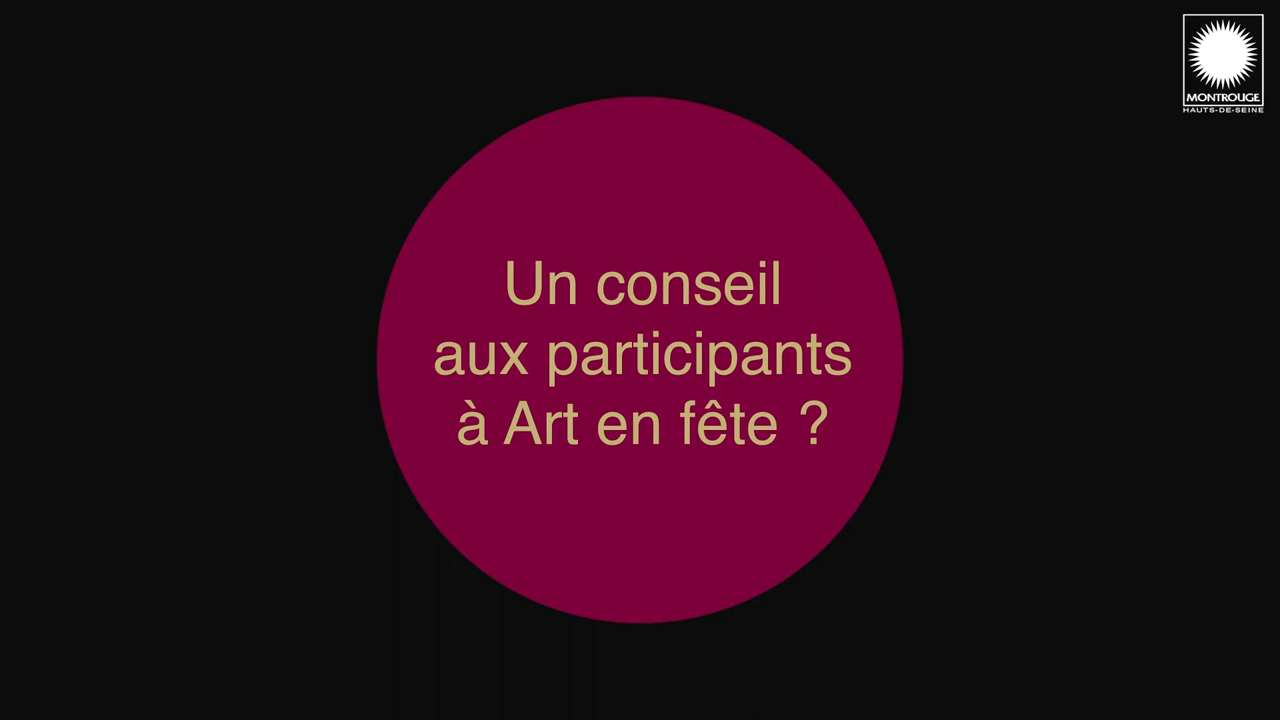 MONTROUGE
HAUTS-DE-SEINE
Un conseil
aux participants
à Art en fête ?